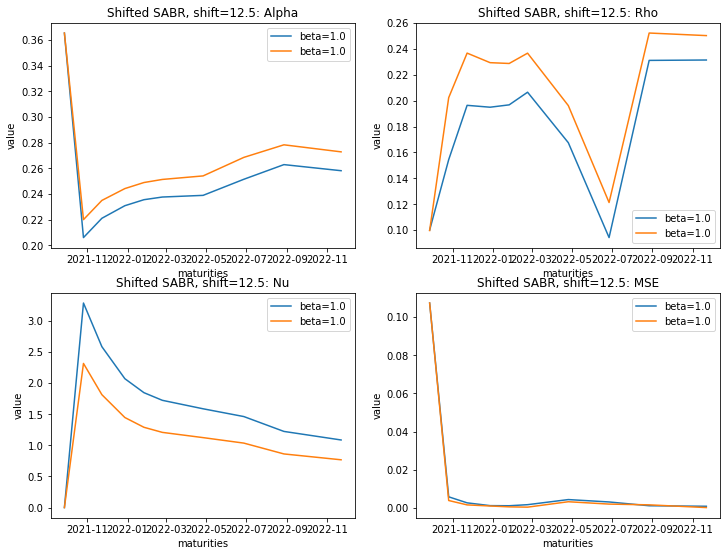 Shifted SABR, shift=12.5: Alpha
value
0.36
0.34
0.32
0.30
0.28
0.26
0.24
0.22
0.20
beta=1.0
beta=1.0
2021-11 2022-01 2022-03 2022-05 2022-07 2022-09 2022-11
maturities
Shifted SABR, shift=12.5: Rho
value
0.26
0.24
0.22
0.20
0.18
0.16
0.14
0.12
0.10
beta=1.0
beta=1.0
2021-11 2022-01 2022-03 2022-05 2022-07 2022-09 2022-11
maturities
Shifted SABR, shift=12.5: Nu
value
3.0
2.5
2.0
1.5
1.0
0.5
0.0
beta=1.0
beta=1.0
2021-11 2022-01 2022-03 2022-05 2022-07 2022-09 2022-11
maturities
Shifted SABR, shift=12.5: MSE
value
0.10
0.08
0.06
0.04
0.02
0.00
beta=1.0
beta=1.0
2021-11 2022-01 2022-03 2022-05 2022-07 2022-09 2022-11
maturities